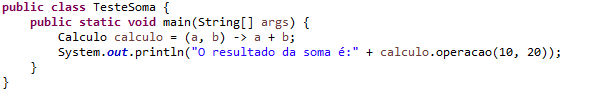 public class TesteSoma {
    public static void main(String[] args) {
        Calculo calculo = (a, b) -> a + b;
        System.out.println("O resultado da soma é:" + calculo.operacao(10, 20));
    }
}